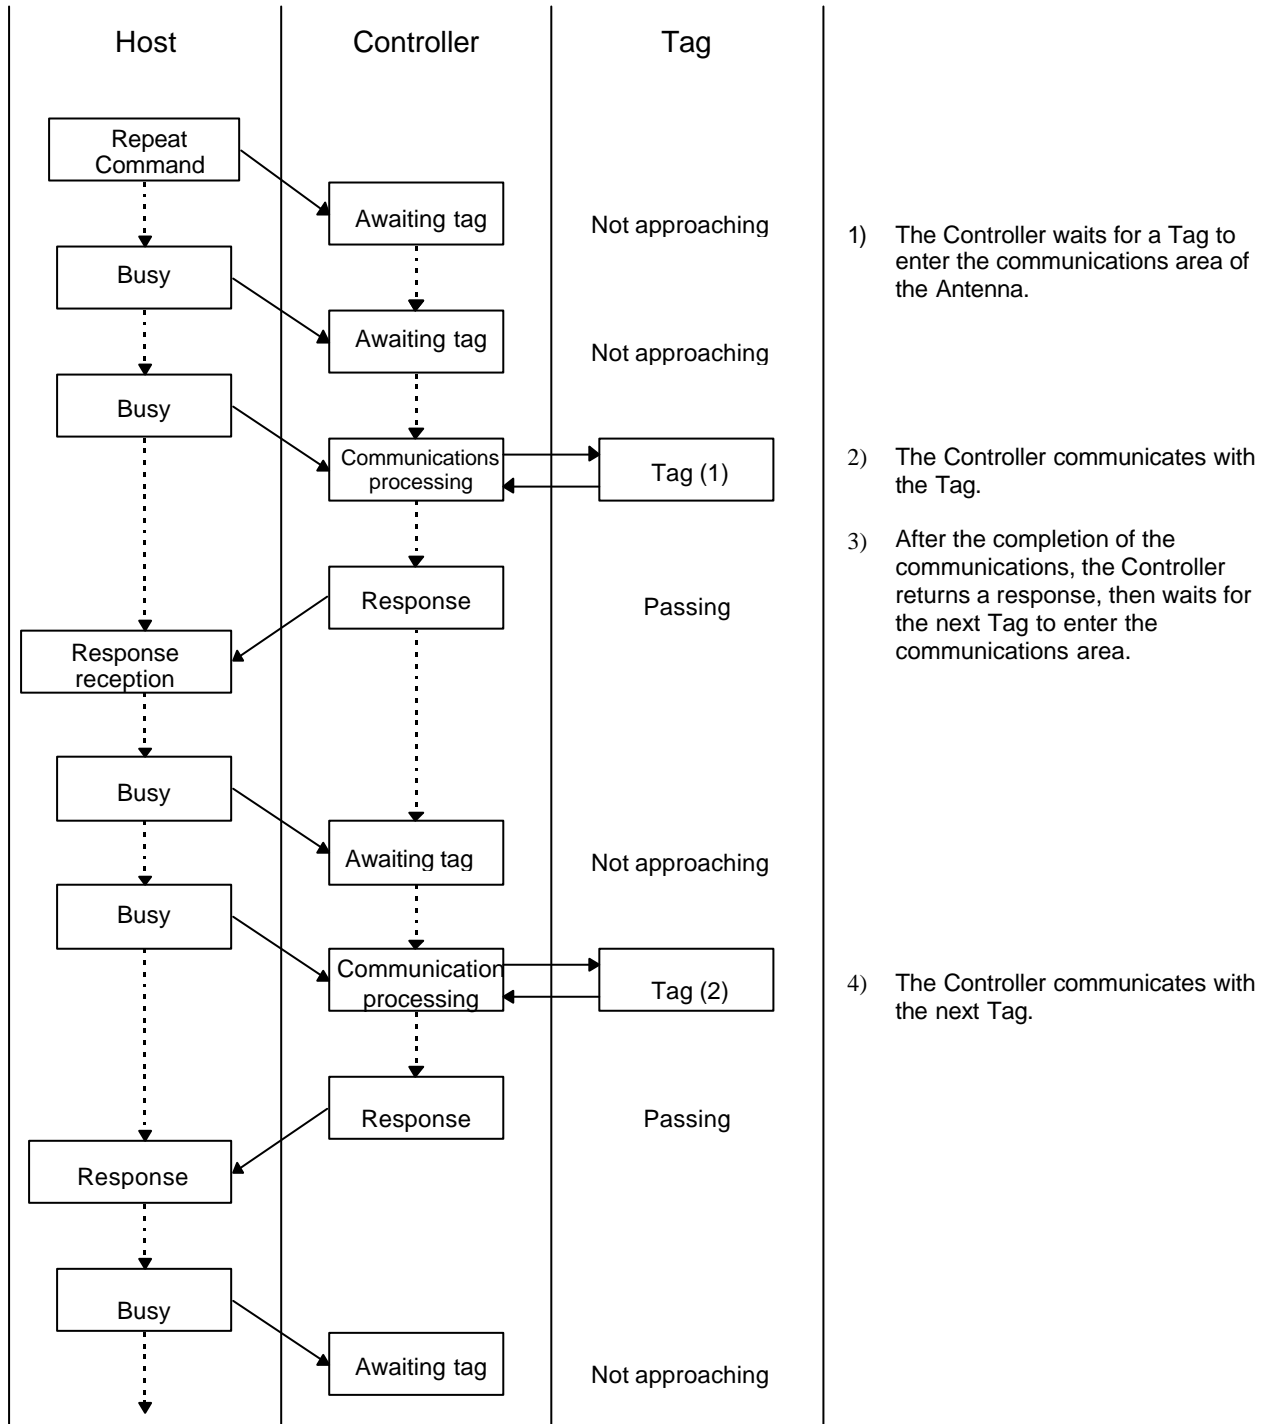 Host
Controller
Tag
Repeat
Command
Awaiting tag
Not approaching
1) The Controller waits for a Tag to
enter the communications area of
the Antenna.
Busy
Awaiting tag
Not approaching
Busy
Communications
processing
Tag (1)
2) The Controller communicates with
the Tag.
3) After the completion of the
communications, the Controller
returns a response, then waits for
the next Tag to enter the
communications area.
Response
Passing
Response
reception
Busy
Awaiting tag
Not approaching
Busy
Communication
processing
Tag (2)
4) The Controller communicates with
the next Tag.
Response
Passing
Response
Busy
Awaiting tag
Not approaching